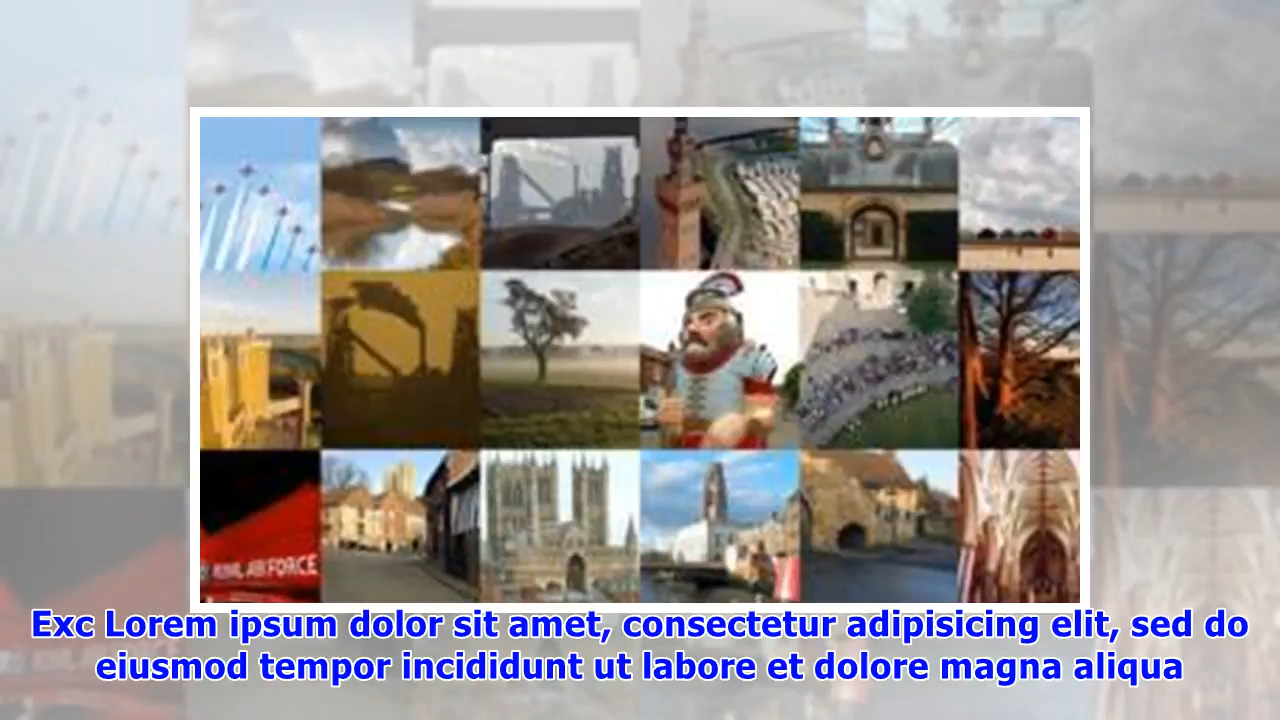 ROYAL AIR FORCE
Exc Lorem ipsum dolor sit amet, consectetur adipisicing elit, sed do
eiusmod tempor incididunt ut labore et dolore magna aliqua